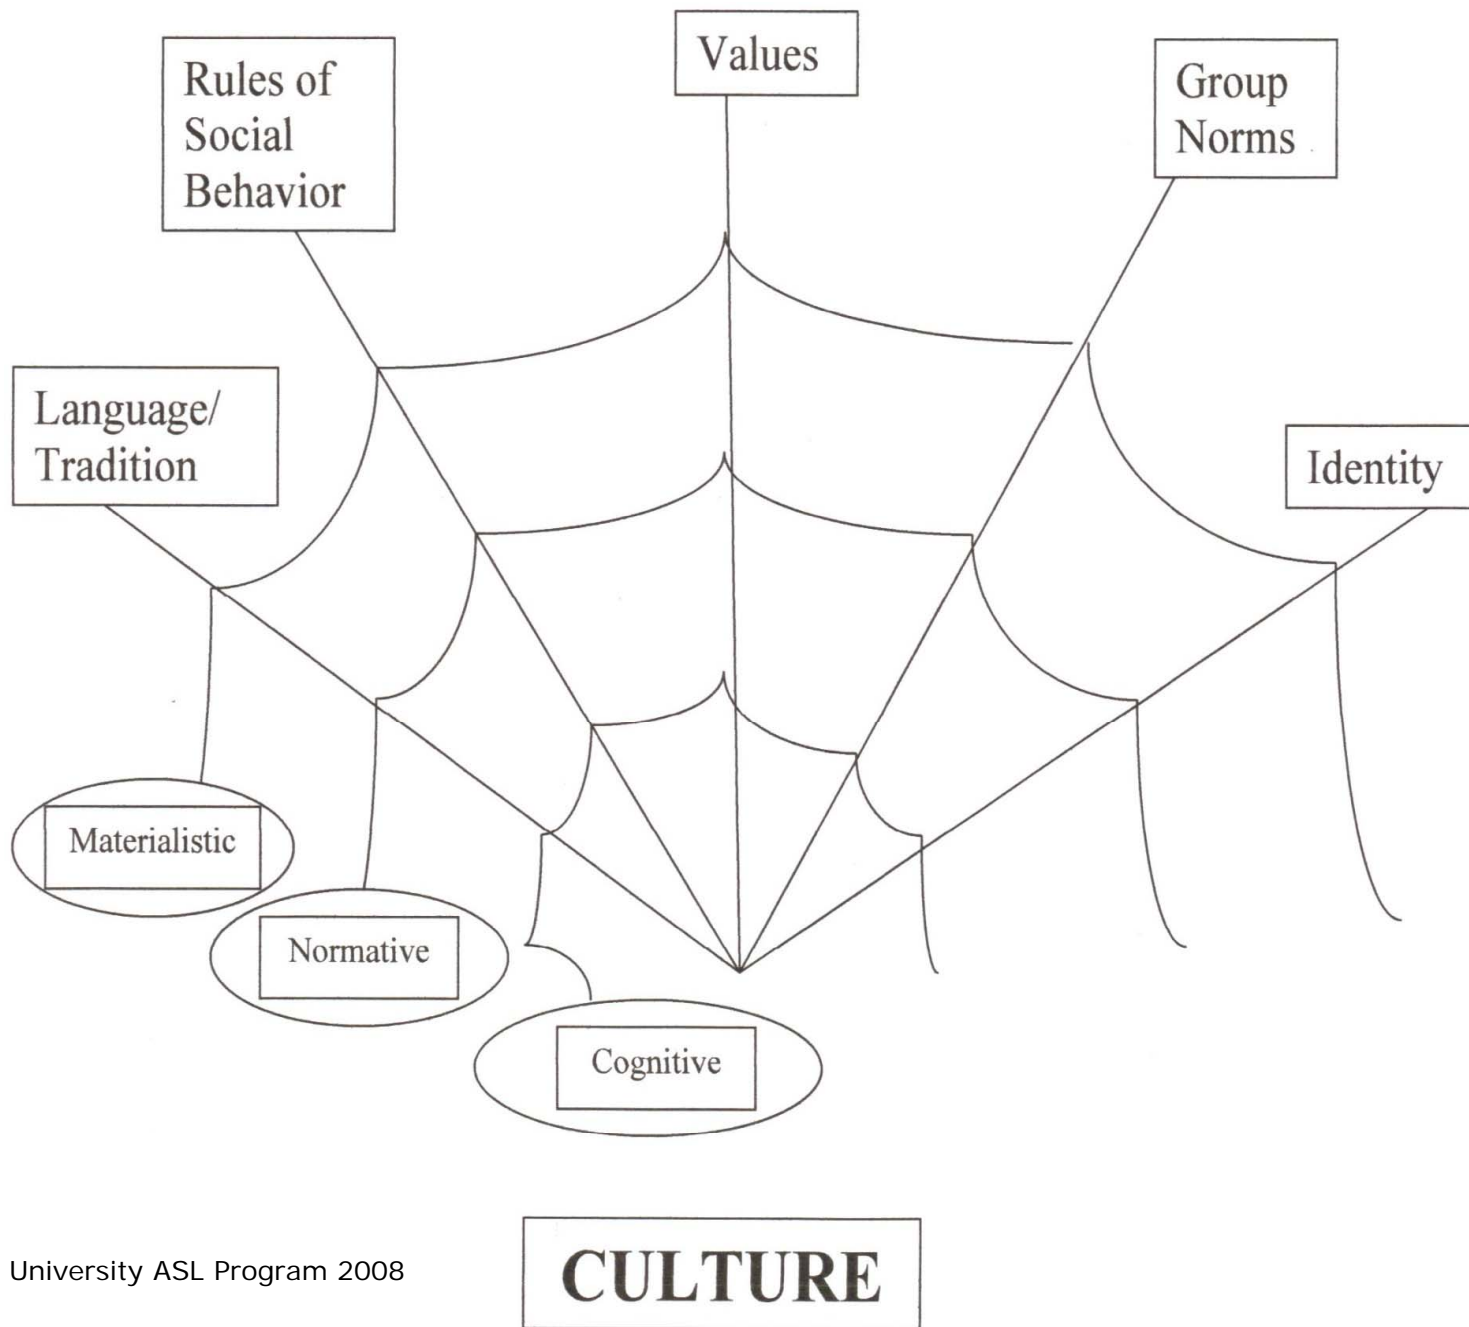 Values
Rules of
Social
Behavior
Group
Norms
Language/
Tradition
Identity
Materialistic
Normative
Cognitive
University ASL Program 2008
CULTURE